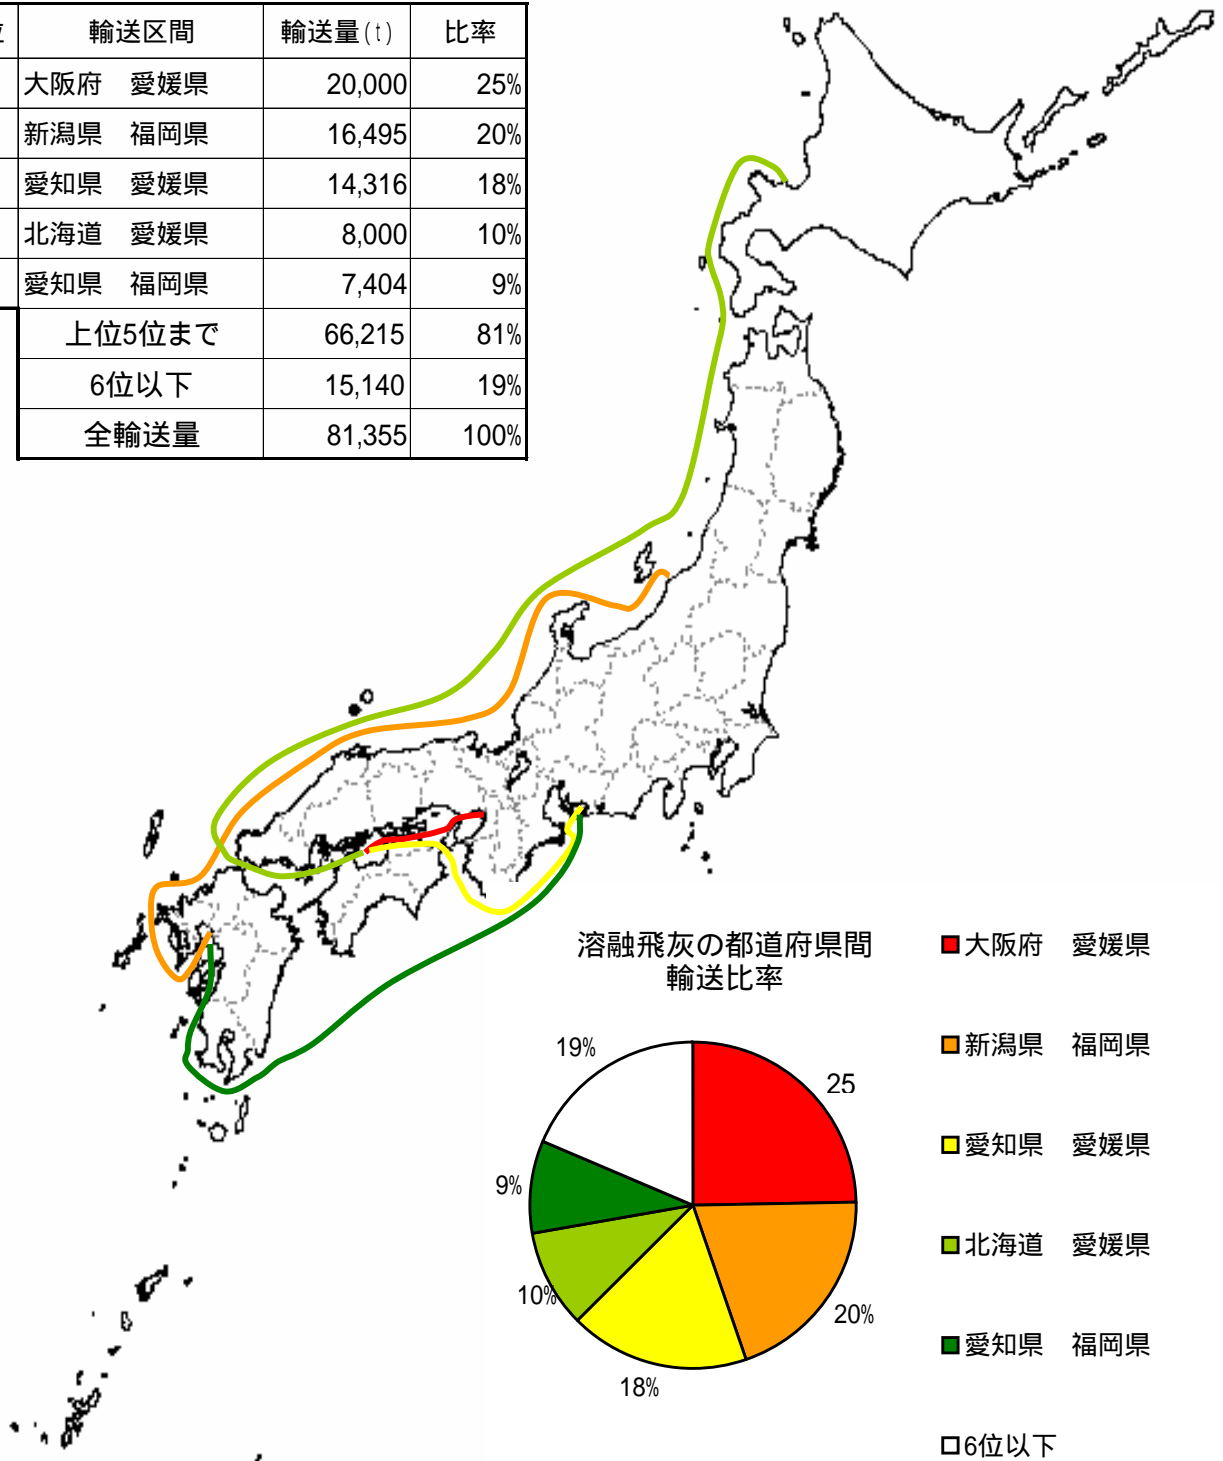 位 輸送区間 輸送量(t) 比率
大阪府 愛媛県 20,000 25%
新潟県 福岡県 16,495 20%
愛知県 愛媛県 14,316 18%
北海道 愛媛県 8,000 10%
愛知県 福岡県 7,404 9%
上位5位まで 66,215 81%
6位以下 15,140 19%
全輸送量 81,355 100%
溶融飛灰の都道府県間
輸送比率
19%
25
9%
10%
20%
18%
大阪府 愛媛県
新潟県 福岡県
愛知県 愛媛県
北海道 愛媛県
愛知県 福岡県
6位以下